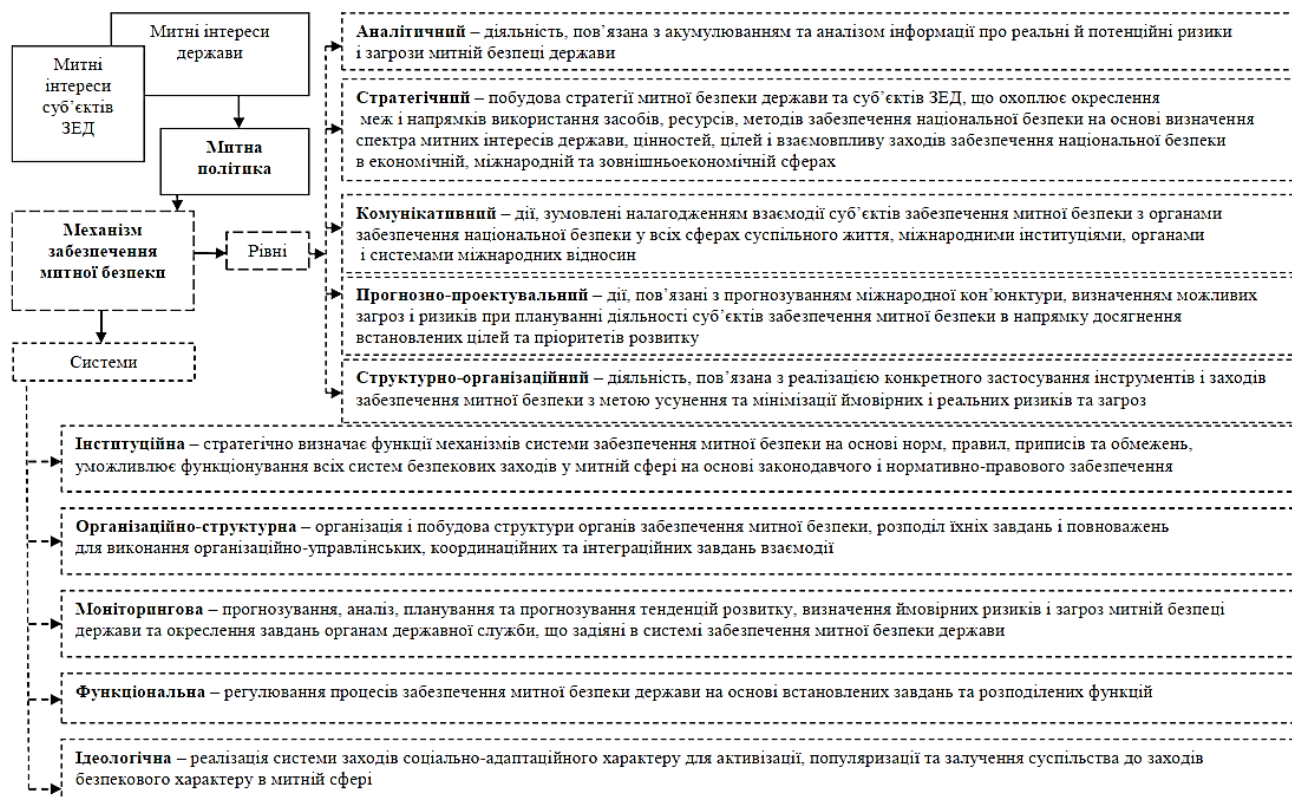 Митні інтереси
держави
Митні
інтереси
суб’єктів
ЗЕД
Митна
політика
Механізм
забезпечення
митної безпеки
Рівні
Системи
Аналітичний – діяльність, пов’язана з акумулюванням та аналізом інформації про реальні й потенційні ризики
і загрози митній безпеці держави
Стратегічний – побудова стратегії митної безпеки держави та суб’єктів ЗЕД, що охоплює окреслення
меж і напрямків використання засобів, ресурсів, методів забезпечення національної безпеки на основі визначення
спектра митних інтересів держави, цінностей, цілей і взаємовпливу заходів забезпечення національної безпеки
в економічній, міжнародній та зовнішньоекономічній сферах
Комунікативний – дії, зумовлені налагодженням взаємодії суб’єктів забезпечення митної безпеки з органами
забезпечення національної безпеки у всіх сферах суспільного життя, міжнародними інституціями, органами
і системами міжнародних відносин
Прогнозно-проектувальний – дії, пов’язані з прогнозуванням міжнародної кон’юнктури, визначенням можливих
загроз і ризиків при плануванні діяльності суб’єктів забезпечення митної безпеки в напрямку досягнення
встановлених цілей та пріоритетів розвитку
Структурно-організаційний – діяльність, пов’язана з реалізацією конкретного застосування інструментів і заходів
забезпечення митної безпеки з метою усунення та мінімізації ймовірних і реальних ризиків та загроз
Інституційна – стратегічно визначає функції механізмів системи забезпечення митної безпеки на основі норм, правил, приписів та обмежень,
уможливлює функціонування всіх систем безпекових заходів у митній сфері на основі законодавчого і нормативно-правового забезпечення
Організаційно-структурна – організація і побудова структури органів забезпечення митної безпеки, розподіл їхніх завдань і повноважень
для виконання організаційно-управлінських, координаційних та інтеграційних завдань взаємодії
Моніторингова – прогнозування, аналіз, планування та прогнозування тенденцій розвитку, визначення ймовірних ризиків і загроз митній безпеці
держави та окреслення завдань органам державної служби, що задіяні в системі забезпечення митної безпеки держави
Функціональна – регулювання процесів забезпечення митної безпеки держави на основі встановлених завдань та розподілених функцій
Ідеологічна – реалізація системи заходів соціально-адаптаційного характеру для активізації, популяризації та залучення суспільства до заходів
безпекового характеру в митній сфері